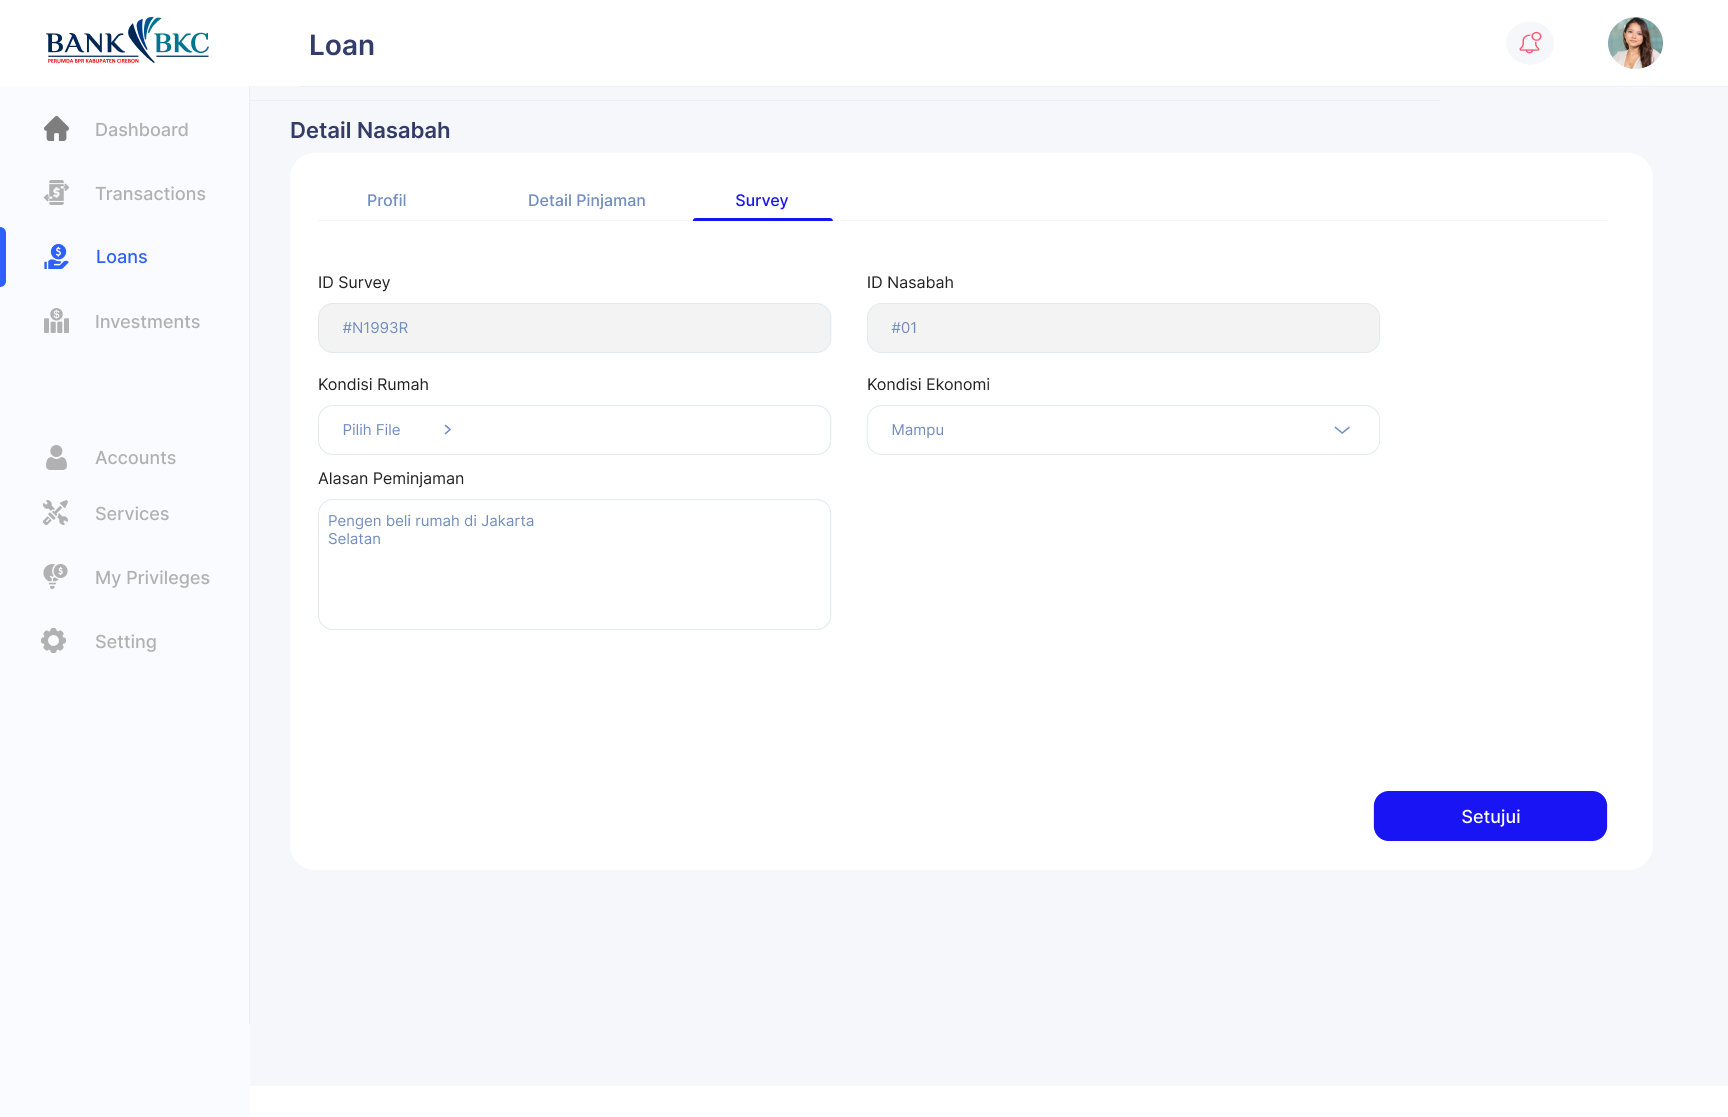 BANK BKC
PERUMDA BPR KABUPATEN CIREBON
Loan
Dashboard
Transactions
Loans
Investments
Accounts
Services
My Privileges
Setting
Detail Nasabah
Profil
Detail Pinjaman
Survey
ID Survey
#N1993R
ID Nasabah
#01
Kondisi Rumah
Pilih File >
Kondisi Ekonomi
Mampu
Alasan Peminjaman
Pengen beli rumah di Jakarta
Selatan
Setujui